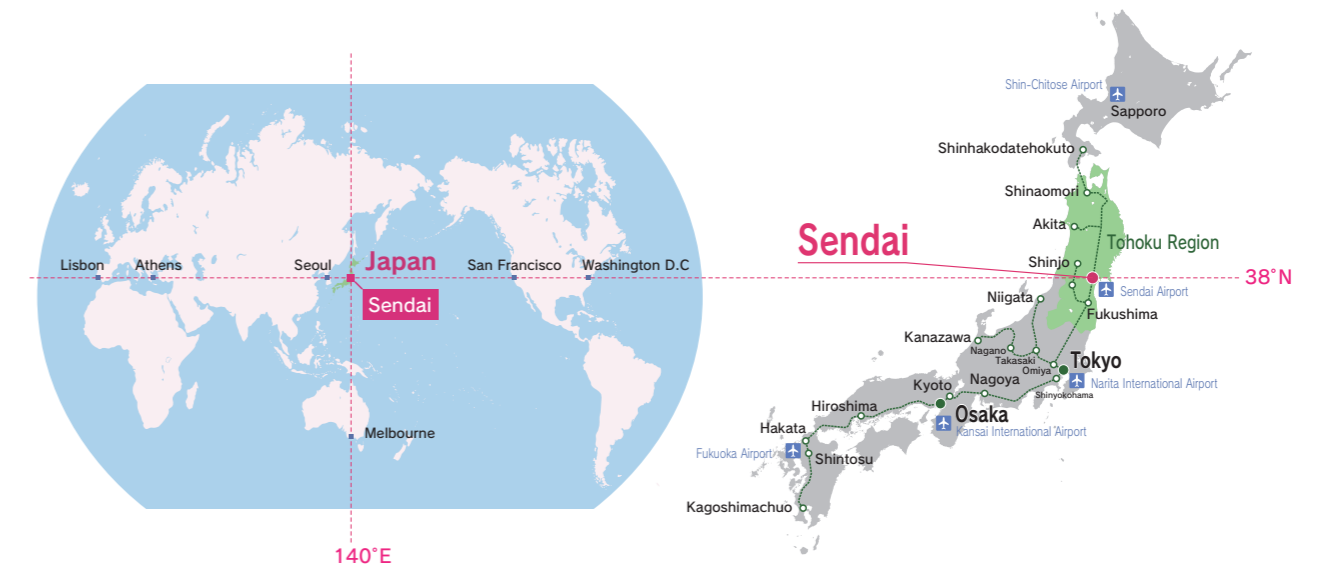 Lisbon
Athens
Seoul
Japan
Sendai
San Francisco
Washington D.C
Melbourne
140°E
Shin-Chitose Airport
Sapporo
Shinhakodatehokuto
Shinaomori
Akita
Sendai
Tohoku Region
Shinjo
38°N
Sendai Airport
Niigata
Fukushima
Kanazawa
Nagano
Takasaki
Omiya
Tokyo
Narita International Airport
Kyoto
Nagoya
Shinyokohama
Hiroshima
Osaka
Kansai International Airport
Hakata
Fukuoka Airport
Shintosu
Kagoshimachuo